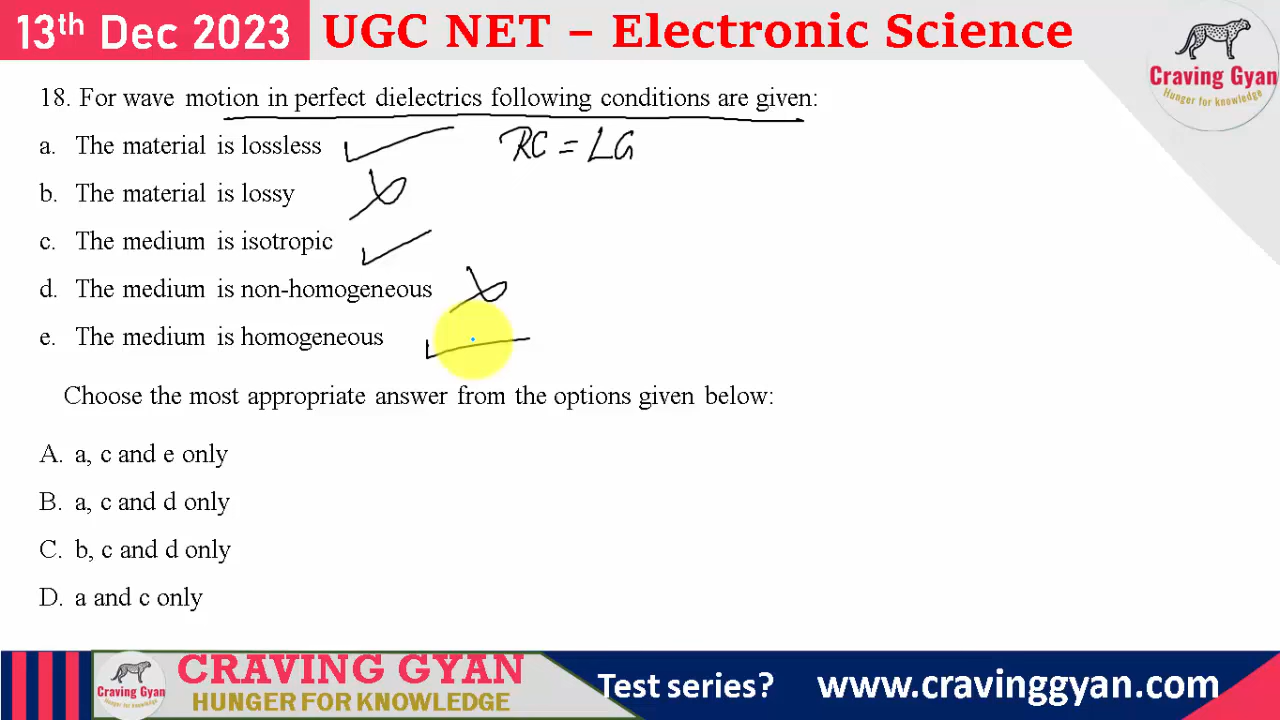 13th Dec 2023 UGC NET – Electronic Science
Craving Gyan
Hunger for knowledge
18. For wave motion in perfect dielectrics following conditions are given:
a. The material is lossless RC = LG
b. The material is lossy
c. The medium is isotropic
d. The medium is non-homogeneous
e. The medium is homogeneous
Choose the most appropriate answer from the options given below:
A. a, c and e only
B. a, c and d only
C. b, c and d only
D. a and c only
Craving Gyan
Hunger for knowledge
CRAVING GYAN
HUNGER FOR KNOWLEDGE
Test series? www.cravinggyan.com